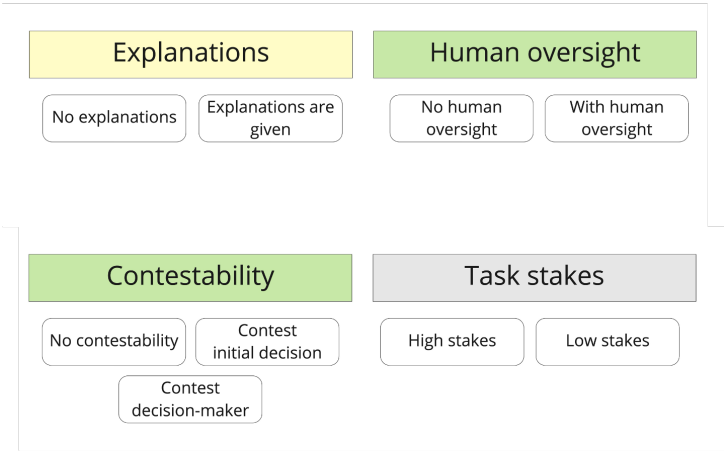 Explanations
No explanations
Explanations are
given
Human oversight
No human
oversight
With human
oversight
Contestability
No contestability
Contest
initial decision
Contest
decision-maker
Task stakes
High stakes
Low stakes